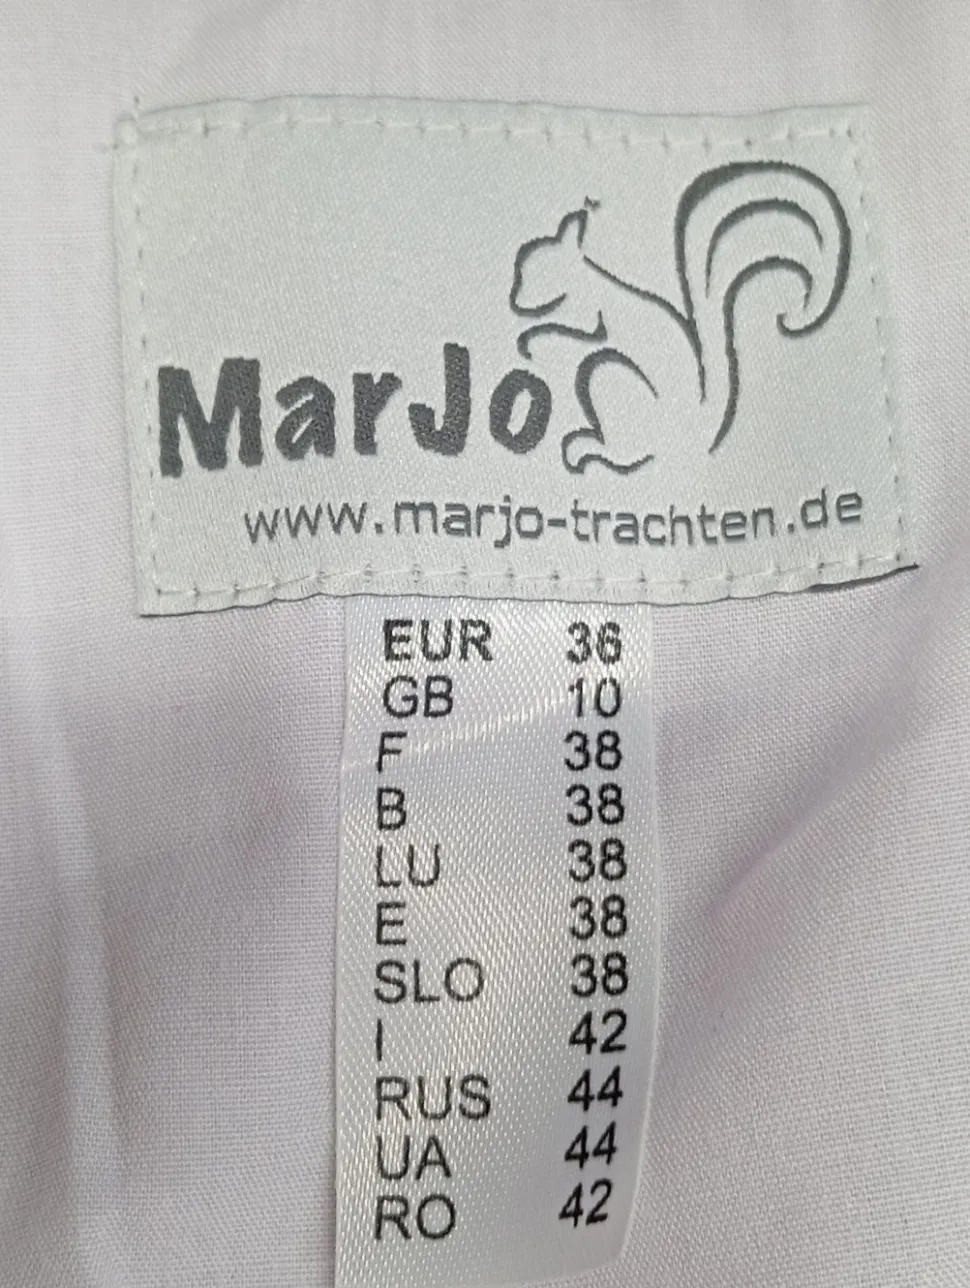 MarJo
www.marjo-trachten.de
EUR 36
GB 10
F 38
B 38
LU 38
E 38
SLO 38
I 42
RUS 44
UA 44
RO 42